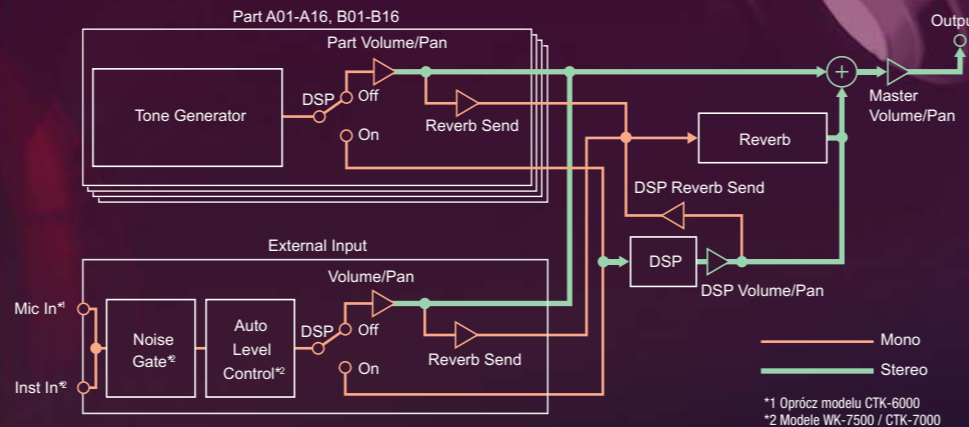 Part A01-A16, B01-B16
Part Volume/Pan
Tone Generator
DSP
Off
On
Reverb Send
Output
Master
Volume/Pan
Reverb
DSP Reverb Send
DSP
DSP Volume/Pan
External Input
Volume/Pan
Mic In*1
Inst In*2
Noise
Gate*2
Auto
Level
Control*2
DSP
Off
On
Reverb Send
Mono
Stereo
*1 Oprócz modelu CTK-6000
*2 Modele WK-7500 / CTK-7000